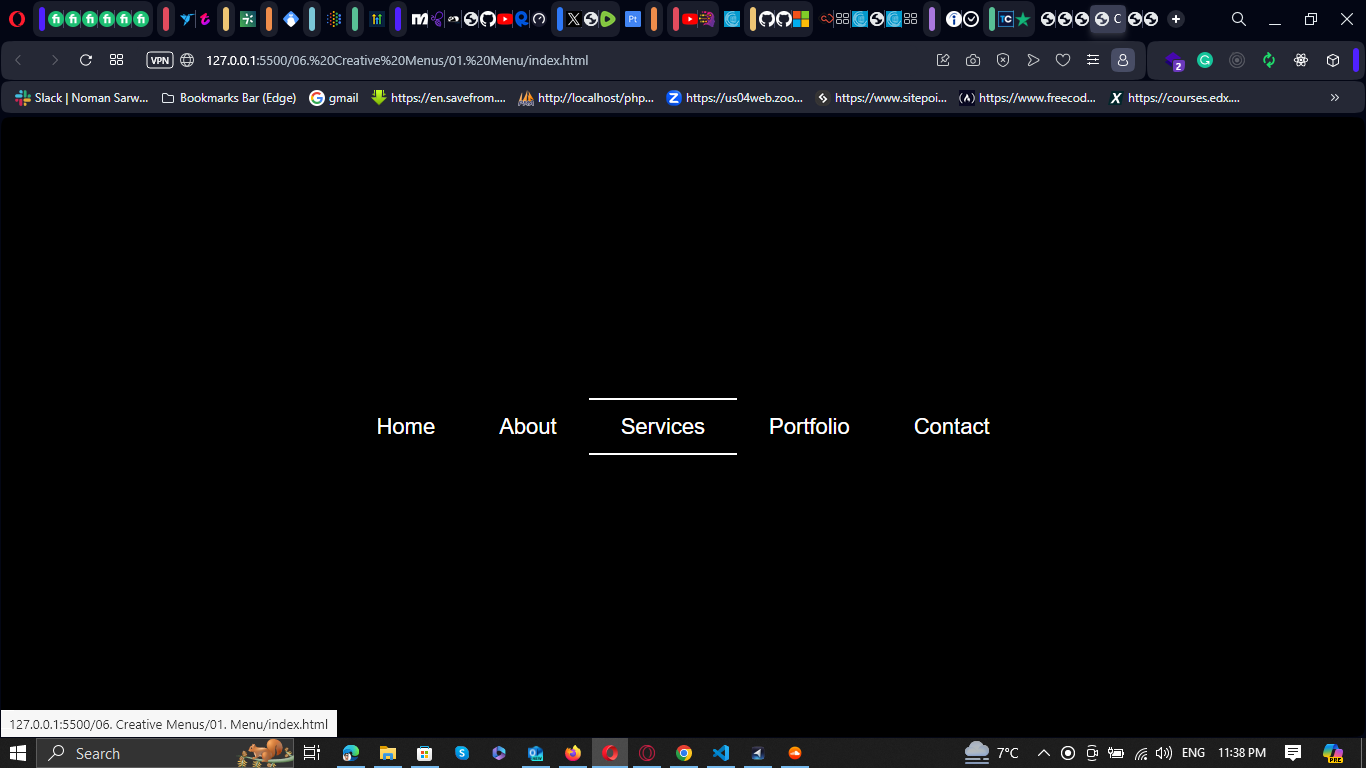 C
VPN 127.0.0.1:5500/06.%20Creative%20Menus/01.%20Menu/index.html 2
Slack | Noman Sarw... Bookmarks Bar (Edge) gmail https://en.savefrom.... http://localhost/php... https://us04web.zoo... https://www.sitepoi... https://www.freecod... https://courses.edx.... »
Home About Services Portfolio Contact
127.0.0.1:5500/06. Creative Menus/01. Menu/index.html
Search 7°C ENG 11:38 PM